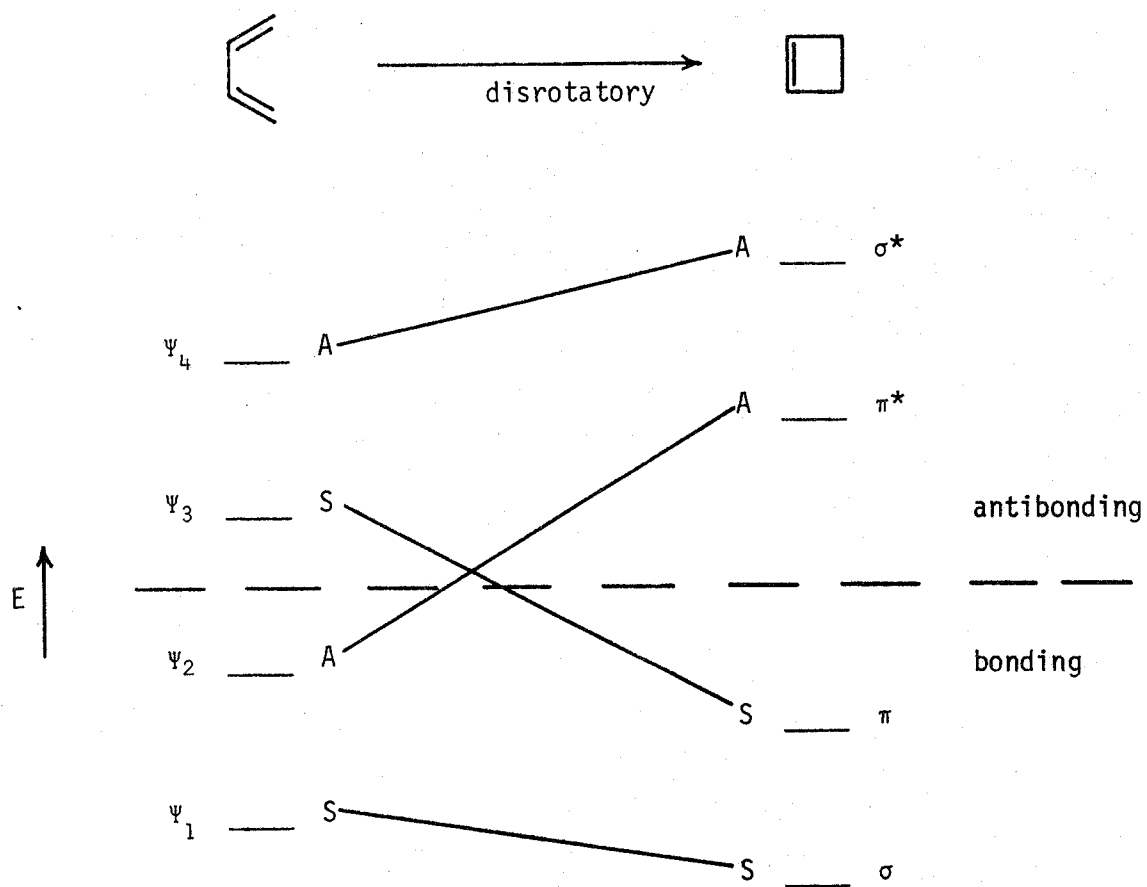 disrotatory
A σ*
Ψ4 A
A π*
Ψ3 S
antibonding
E
Ψ2 A
bonding
S π
Ψ1 S
S σ